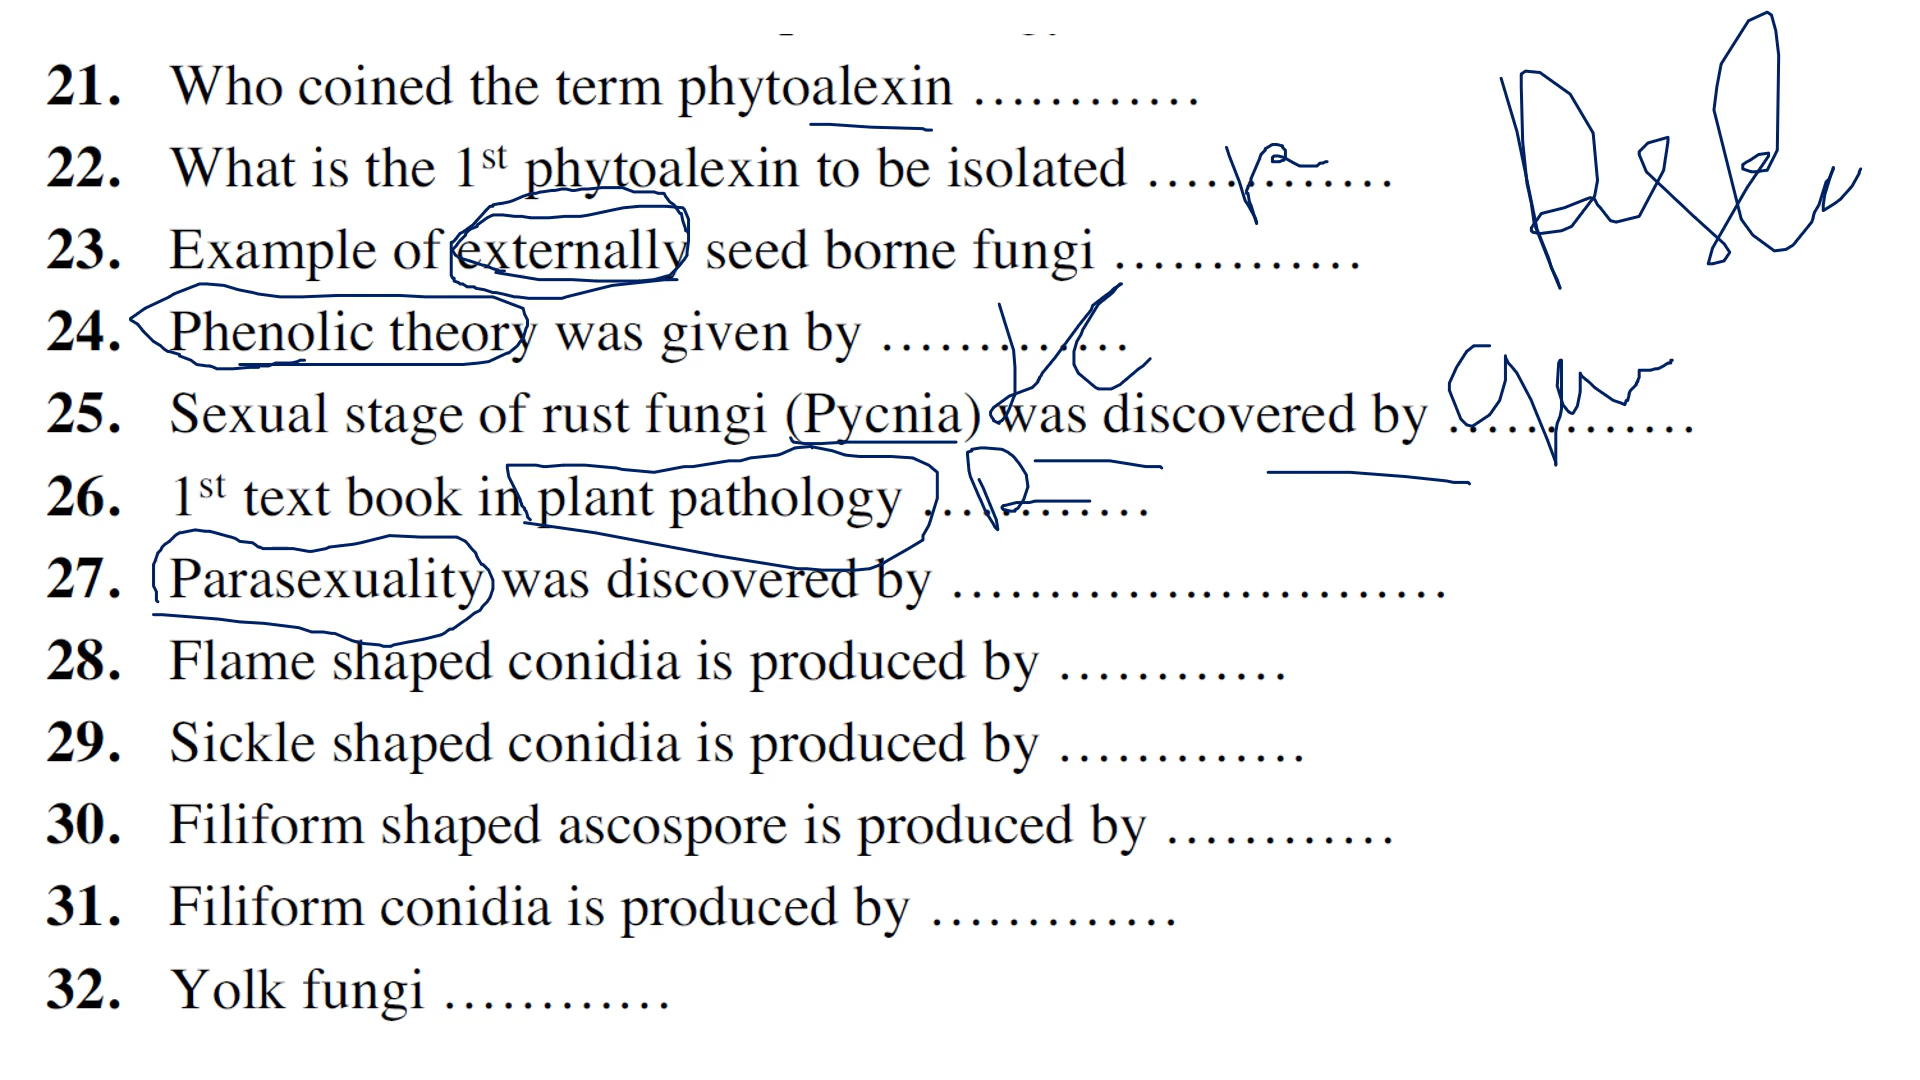 21. Who coined the term phytoalexin …………
22. What is the 1st phytoalexin to be isolated ………….
23. Example of externally seed borne fungi ………….
24. Phenolic theory was given by ………….
25. Sexual stage of rust fungi (Pycnia) was discovered by ………….
26. 1st text book in plant pathology …………
27. Parasexuality was discovered by …………..………….
28. Flame shaped conidia is produced by …………
29. Sickle shaped conidia is produced by ………….
30. Filiform shaped ascospore is produced by …………
31. Filiform conidia is produced by ………….
32. Yolk fungi …………